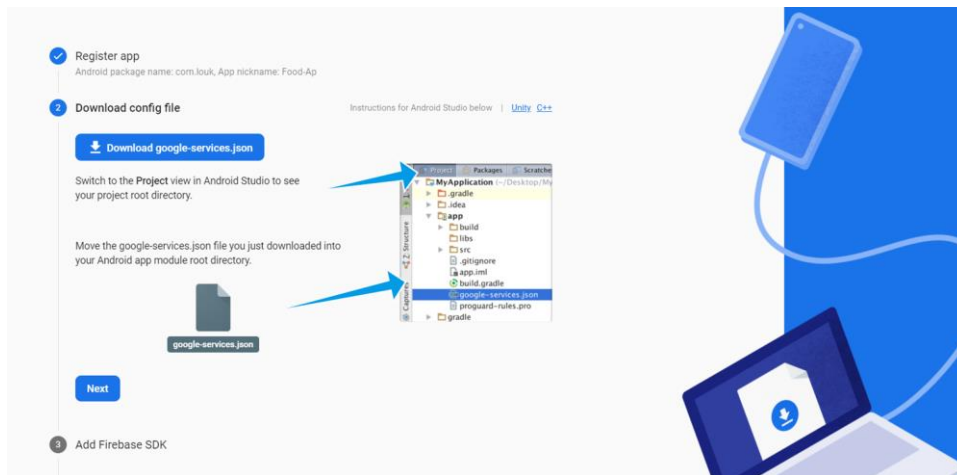 Register app
Android package name: com.louk, App nickname: Food-Ap
2 Download config file
Instructions for Android Studio below | Unity C++
Download google-services.json
Switch to the Project view in Android Studio to see
your project root directory.
Move the google-services.json file you just downloaded into
your Android app module root directory.
google-services.json
Project Packages Scratche
MyApplication (~/Desktop/My
.gradle
.idea
app
build
libs
src
.gitignore
app.iml
build.gradle
google-services.json
proguard-rules.pro
gradle
Z: Structure
Captures
Next
3 Add Firebase SDK